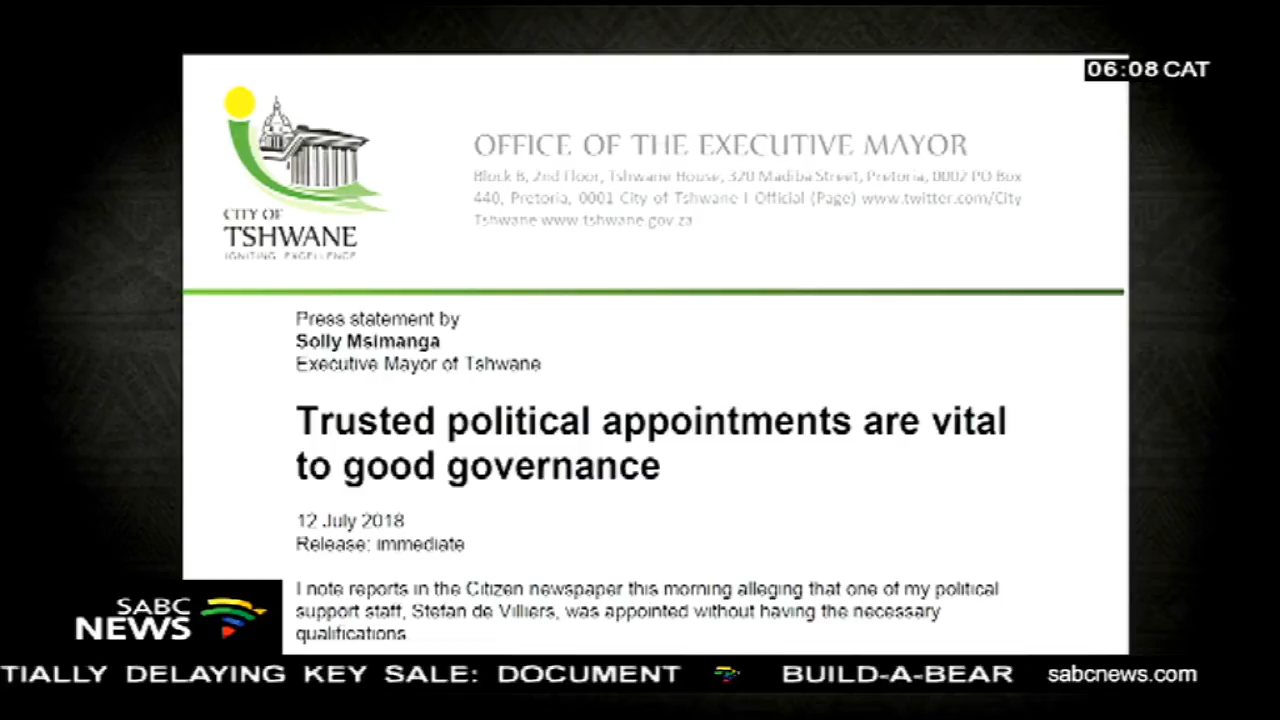 06:08 CAT
CITY OF
TSHWANE
IGNITING EXCELLENCE
OFFICE OF THE EXECUTIVE MAYOR
Block B, 2nd Floor, Tshwane House, 320 Madiba Street, Pretoria, 0002 PO Box
440, Pretoria, 0001 City of Tshwane I Official (Page) www.twitter.com/City
Tshwane www.tshwane.gov.za
Press statement by
Solly Msimanga
Executive Mayor of Tshwane
Trusted political appointments are vital
to good governance
12 July 2018
Release: immediate
I note reports in the Citizen newspaper this morning alleging that one of my political
support staff, Stefan de Villiers, was appointed without having the necessary
qualifications
SABC
NEWS
TIALLY DELAYING KEY SALE: DOCUMENT BUILD-A-BEAR sabcnews.com